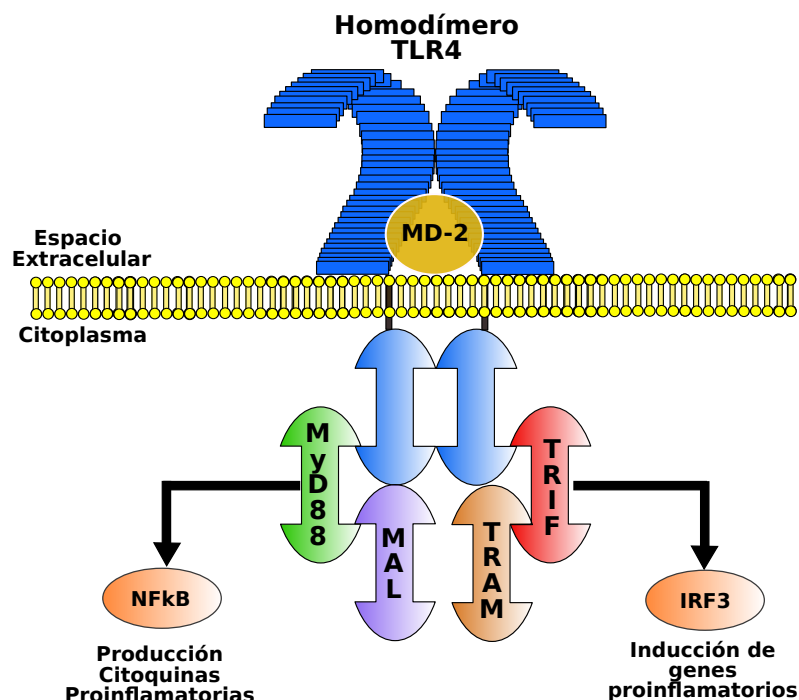 Homodímero
TLR4
MD-2
Espacio
Extracelular
Citoplasma
MyD88
MAL
TRAM
TRIF
NFkB
IRF3
Producción
Citoquinas
Proinflamatorias
Inducción de
genes
proinflamatorios